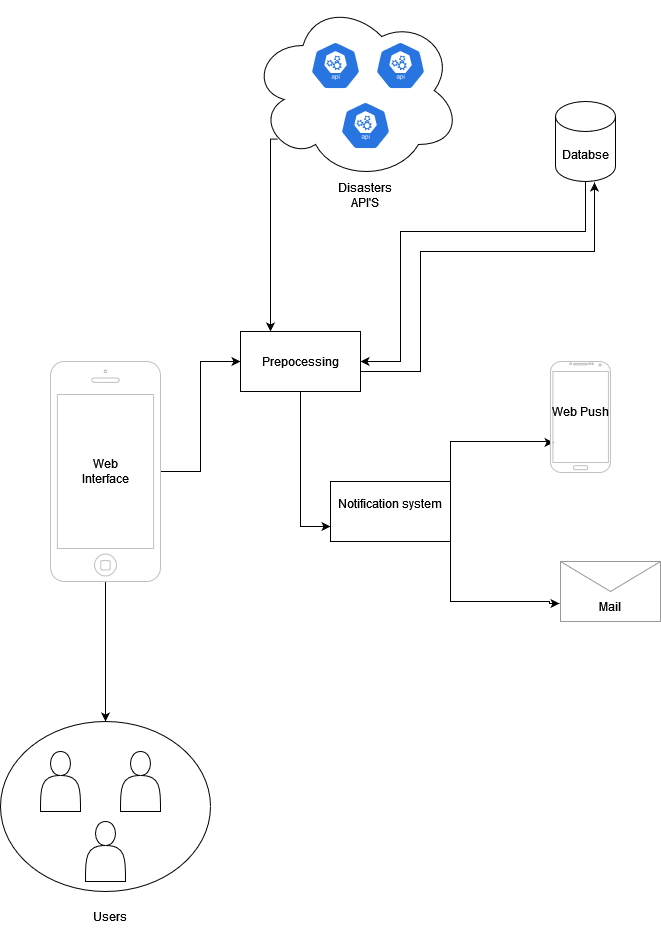 api
api
api
Disasters
API'S
Databse
Prepocessing
Web
Interface
Web Push
Notification system
Mail
Users